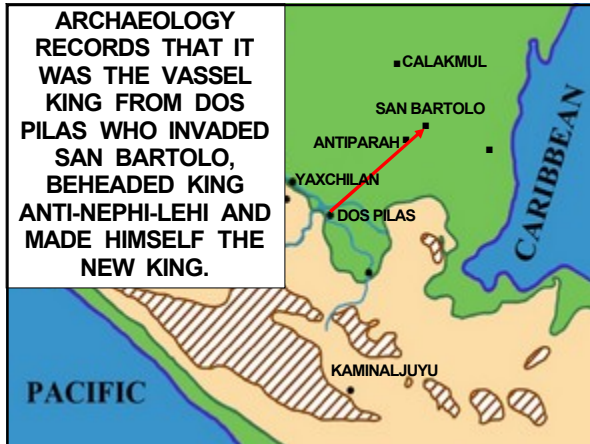 ARCHAEOLOGY
RECORDS THAT IT
WAS THE VASSEL
KING FROM DOS
PILAS WHO INVADED
SAN BARTOLO,
BEHEADED KING
ANTI-NEPHI-LEHI AND
MADE HIMSELF THE
NEW KING.
CALAKMUL
SAN BARTOLO
ANTIPARAH
YAXCHILAN
DOS PILAS
CARIBBEAN
KAMINALJUYU
PACIFIC